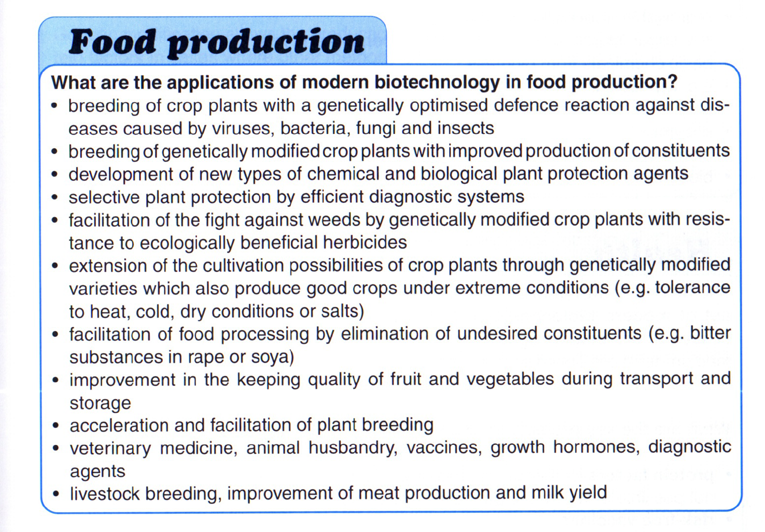 Food production
What are the applications of modern biotechnology in food production?
• breeding of crop plants with a genetically optimised defence reaction against dis-
eases caused by viruses, bacteria, fungi and insects
• breeding of genetically modified crop plants with improved production of constituents
• development of new types of chemical and biological plant protection agents
• selective plant protection by efficient diagnostic systems
• facilitation of the fight against weeds by genetically modified crop plants with resis-
tance to ecologically beneficial herbicides
• extension of the cultivation possibilities of crop plants through genetically modified
varieties which also produce good crops under extreme conditions (e.g. tolerance
to heat, cold, dry conditions or salts)
• facilitation of food processing by elimination of undesired constituents (e.g. bitter
substances in rape or soya)
• improvement in the keeping quality of fruit and vegetables during transport and
storage
• acceleration and facilitation of plant breeding
• veterinary medicine, animal husbandry, vaccines, growth hormones, diagnostic
agents
• livestock breeding, improvement of meat production and milk yield